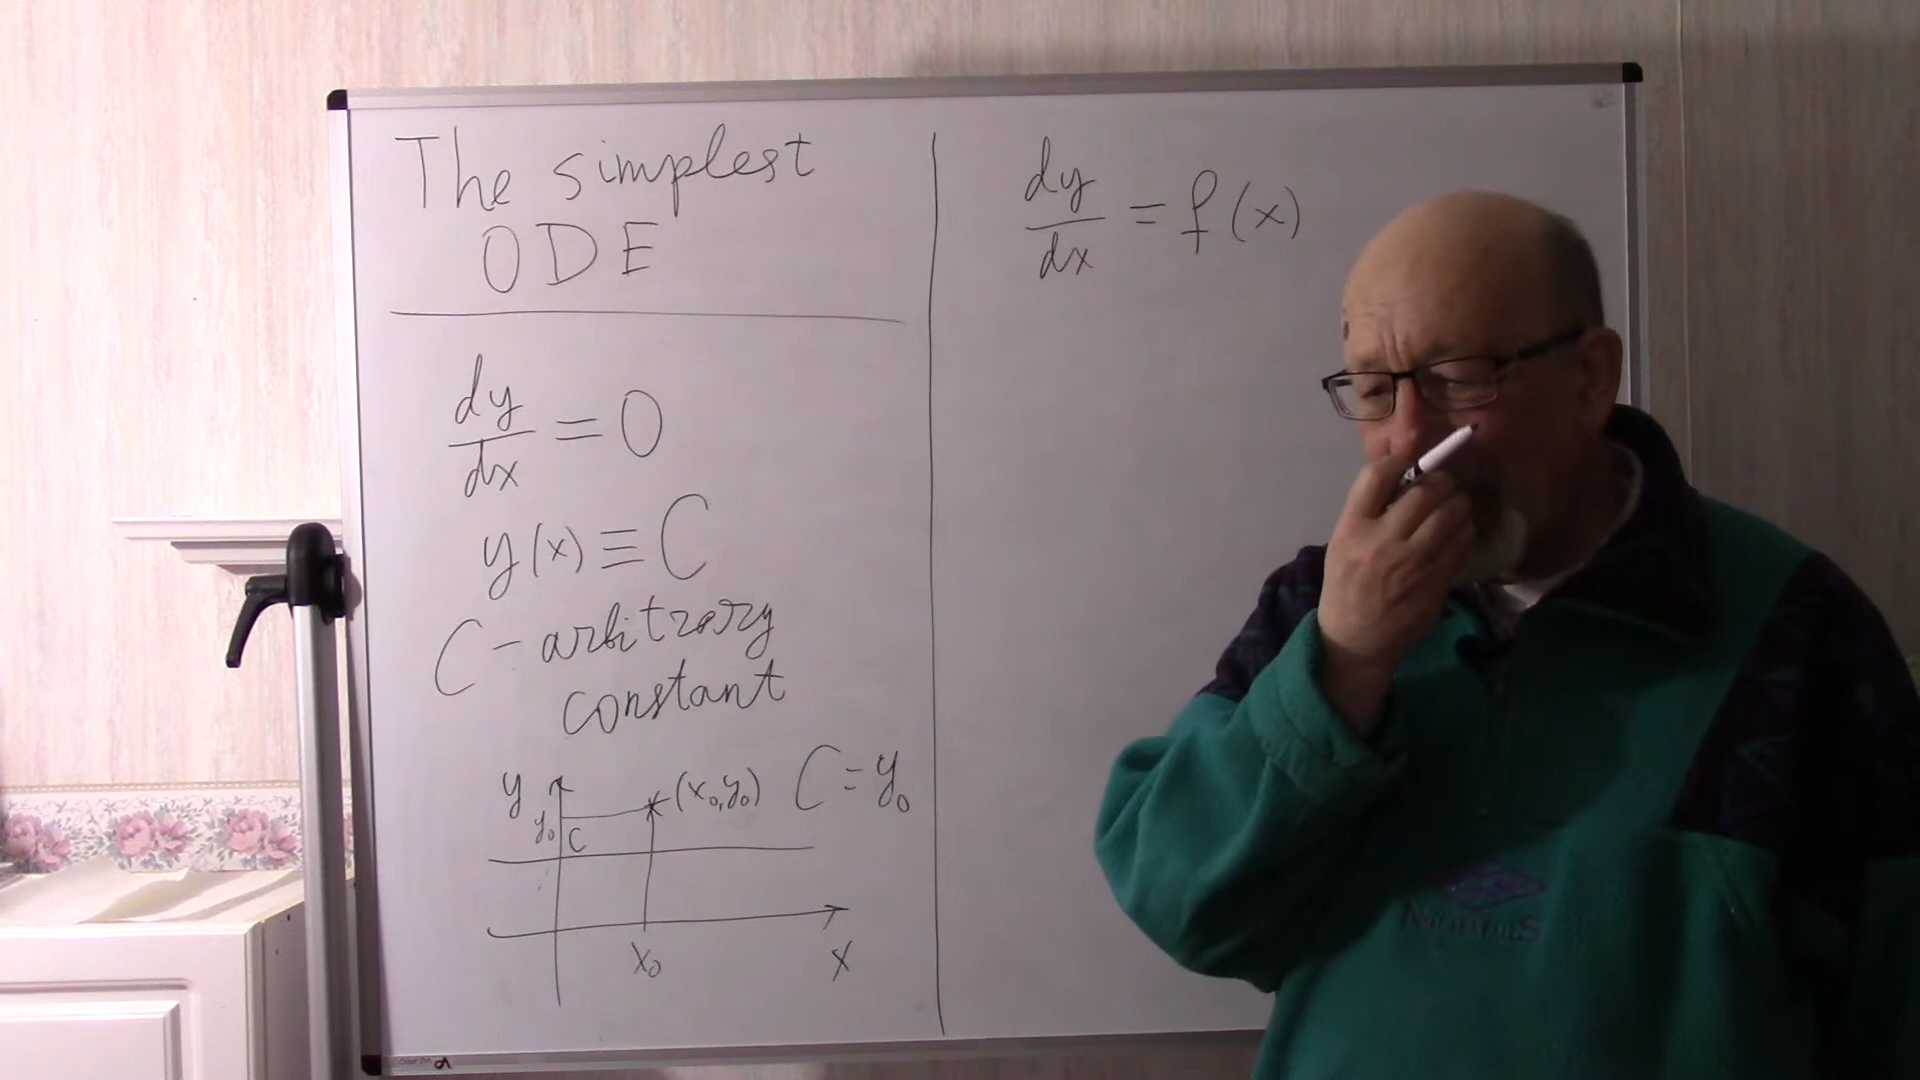 The simplest
ODE
dy/dx = 0
y(x) ≡ C
C - arbitrary
constant
y
y₀
C
(x₀,y₀)
C = y₀
x₀
x
dy/dx = f(x)